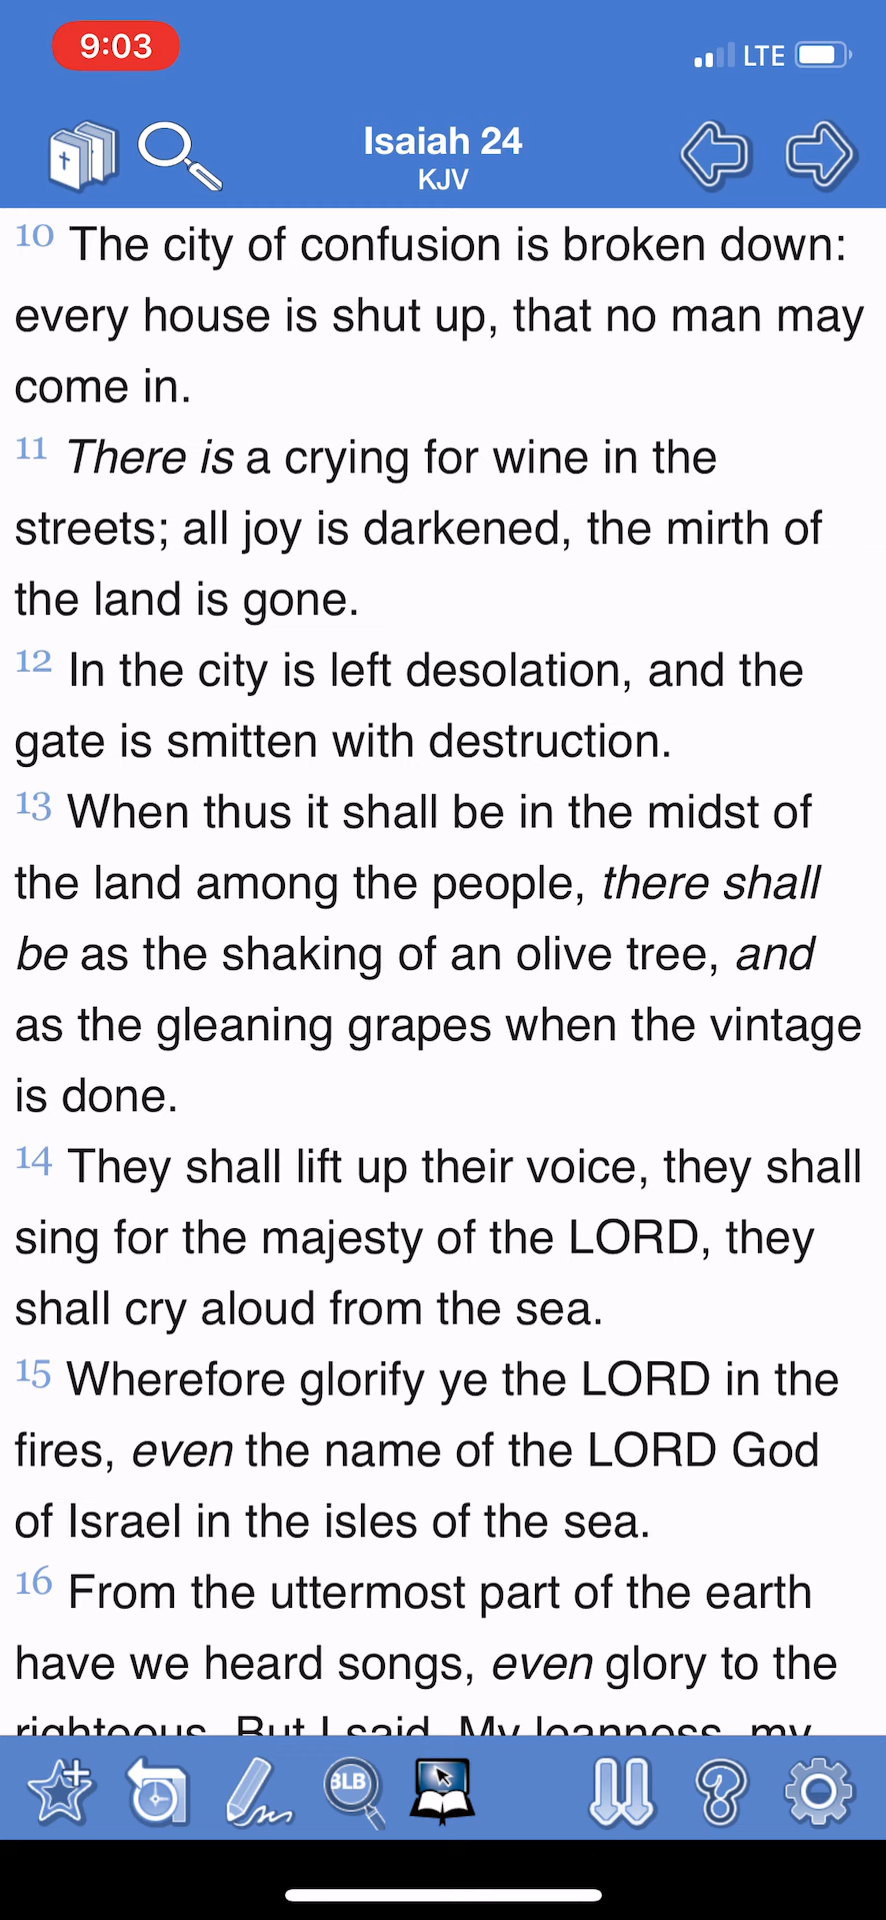 9:03
LTE
Isaiah 24
KJV
10 The city of confusion is broken down:
every house is shut up, that no man may
come in.
11 There is a crying for wine in the
streets; all joy is darkened, the mirth of
the land is gone.
12 In the city is left desolation, and the
gate is smitten with destruction.
13 When thus it shall be in the midst of
the land among the people, there shall
be as the shaking of an olive tree, and
as the gleaning grapes when the vintage
is done.
14 They shall lift up their voice, they shall
sing for the majesty of the LORD, they
shall cry aloud from the sea.
15 Wherefore glorify ye the LORD in the
fires, even the name of the LORD God
of Israel in the isles of the sea.
16 From the uttermost part of the earth
have we heard songs, even glory to the
righteous. But I said, My leanness, my
BLB